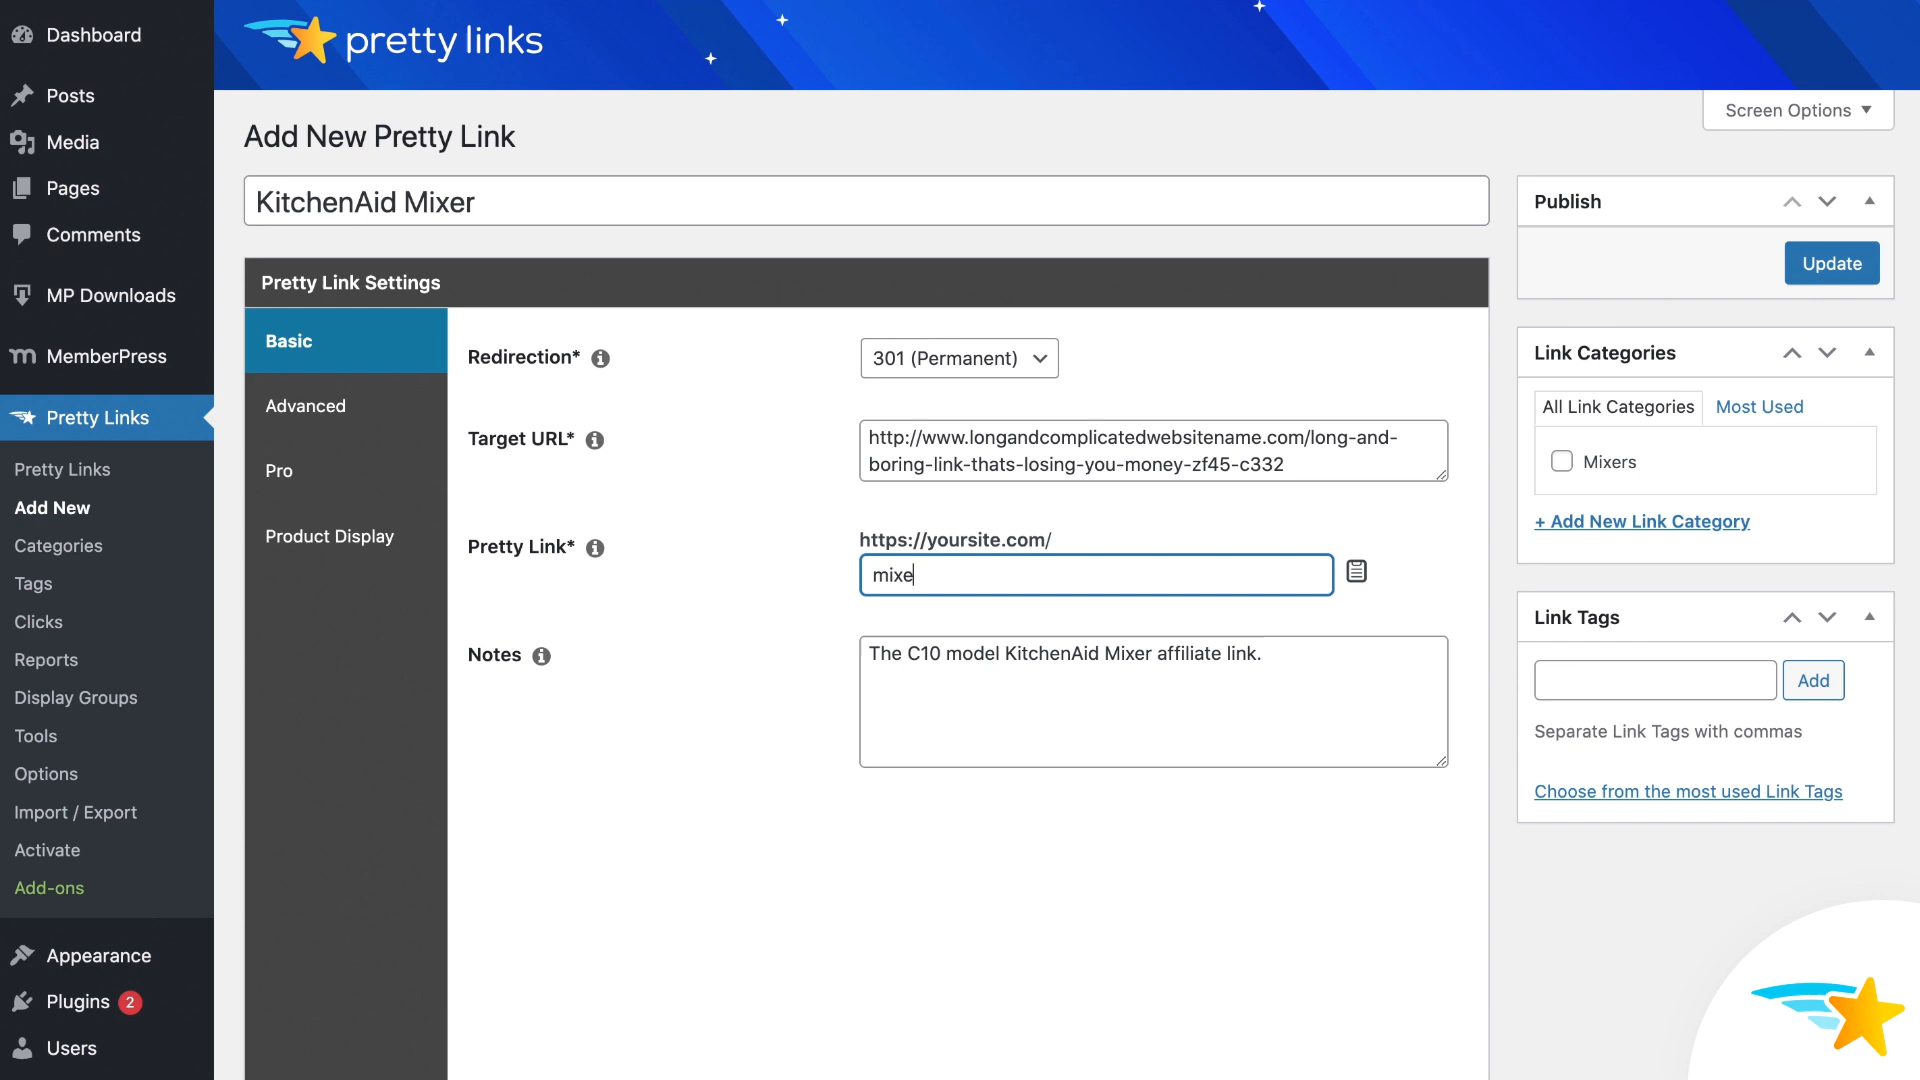 Dashboard
Posts
Media
Pages
Comments
MP Downloads
MemberPress
Pretty Links
Pretty Links
Add New
Categories
Tags
Clicks
Reports
Display Groups
Tools
Options
Import / Export
Activate
Add-ons
Appearance
Plugins 2
Users
pretty links
Screen Options
Add New Pretty Link
KitchenAid Mixer
Pretty Link Settings
Basic
Advanced
Pro
Product Display
Redirection*
301 (Permanent)
Target URL*
http://www.longandcomplicatedwebsitename.com/long-and-
boring-link-thats-losing-you-money-zf45-c332
Pretty Link*
https://yoursite.com/
mixe
Notes
The C10 model KitchenAid Mixer affiliate link.
Publish
Update
Link Categories
All Link Categories Most Used
Mixers
+ Add New Link Category
Link Tags
Add
Separate Link Tags with commas
Choose from the most used Link Tags